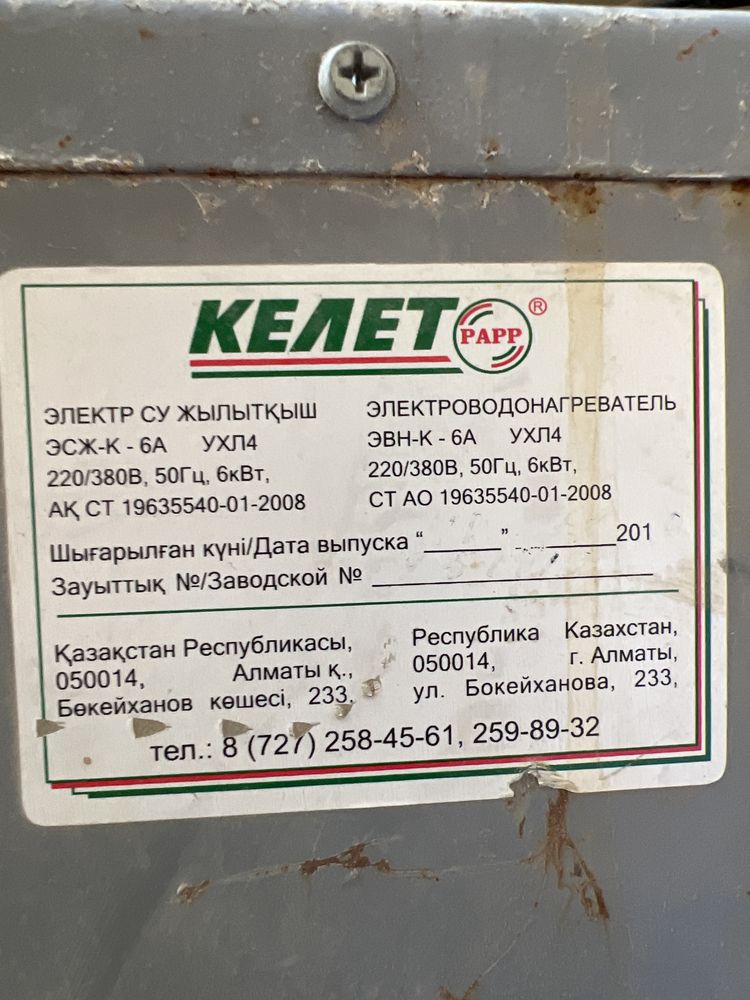 КЕЛЕТ PAPP ®
ЭЛЕКТР СУ ЖЫЛЫТҚЫШ
ЭСЖ-К - 6А УХЛ4
220/380В, 50Гц, 6кВт,
АҚ СТ 19635540-01-2008
ЭЛЕКТРОВОДОНАГРЕВАТЕЛЬ
ЭВН-К - 6А УХЛ4
220/380В, 50Гц, 6кВт,
СТ АО 19635540-01-2008
Шығарылған күні/Дата выпуска “______” __________201
Зауыттық №/Заводской № ____________________
Қазақстан Республикасы,
050014, Алматы қ.,
Бөкейханов көшесі, 233.
Республика Казахстан,
050014, г. Алматы,
ул. Бокейханова, 233,
тел.: 8 (727) 258-45-61, 259-89-32